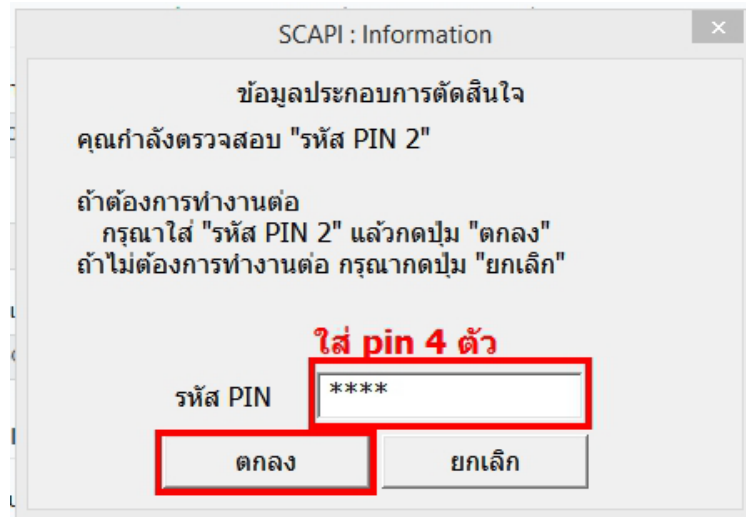 SCAPI : Information
ข้อมูลประกอบการตัดสินใจ
คุณกำลังตรวจสอบ "รหัส PIN 2"
ถ้าต้องการทำงานต่อ
กรุณาใส่ "รหัส PIN 2" แล้วกดปุ่ม "ตกลง"
ถ้าไม่ต้องการทำงานต่อ กรุณากดปุ่ม "ยกเลิก"
ใส่ pin 4 ตัว
รหัส PIN ****
ตกลง ยกเลิก